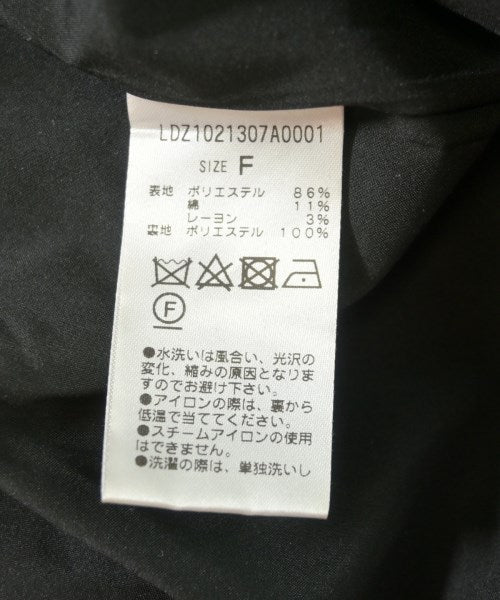 LDZ1021307A0001
SIZE F
表地 ポリエステル 86%
綿 11%
レーヨン 3%
裏地 ポリエステル 100%
F
●水洗いは風合い、光沢の
変化、縮みの原因となりま
すのでお避け下さい。
●アイロンの際は、裏から
低温で当ててください。
●スチームアイロンの使用
はできません。
●洗濯の際は、単独洗いし